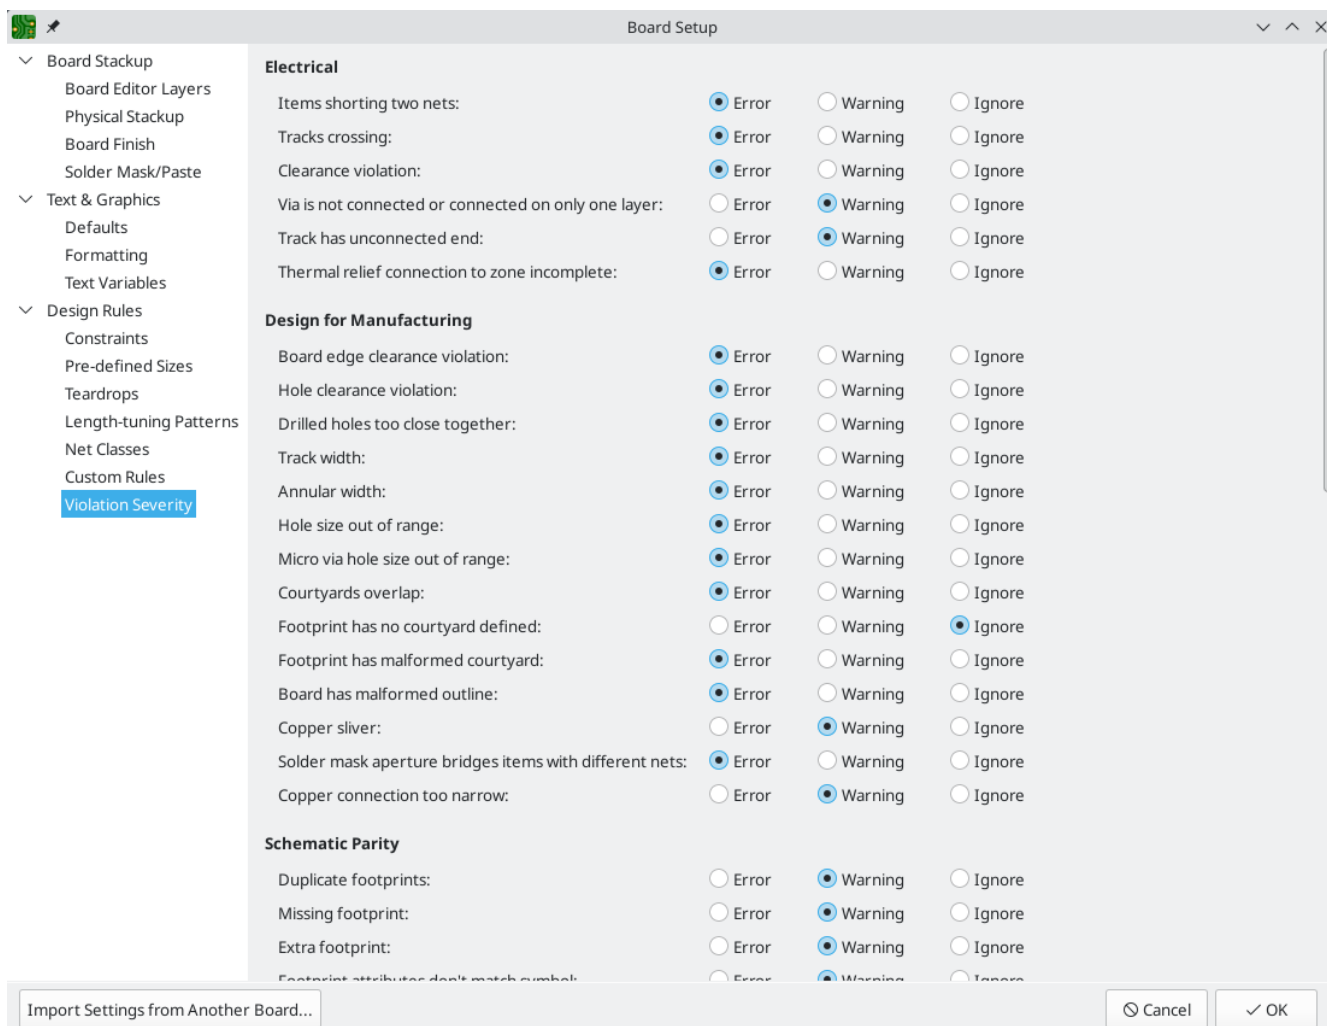 Board Setup
Board Stackup
Board Editor Layers
Physical Stackup
Board Finish
Solder Mask/Paste
Text & Graphics
Defaults
Formatting
Text Variables
Design Rules
Constraints
Pre-defined Sizes
Teardrops
Length-tuning Patterns
Net Classes
Custom Rules
Violation Severity
Electrical
Items shorting two nets: Error Warning Ignore
Tracks crossing: Error Warning Ignore
Clearance violation: Error Warning Ignore
Via is not connected or connected on only one layer: Error Warning Ignore
Track has unconnected end: Error Warning Ignore
Thermal relief connection to zone incomplete: Error Warning Ignore
Design for Manufacturing
Board edge clearance violation: Error Warning Ignore
Hole clearance violation: Error Warning Ignore
Drilled holes too close together: Error Warning Ignore
Track width: Error Warning Ignore
Annular width: Error Warning Ignore
Hole size out of range: Error Warning Ignore
Micro via hole size out of range: Error Warning Ignore
Courtyards overlap: Error Warning Ignore
Footprint has no courtyard defined: Error Warning Ignore
Footprint has malformed courtyard: Error Warning Ignore
Board has malformed outline: Error Warning Ignore
Copper sliver: Error Warning Ignore
Solder mask aperture bridges items with different nets: Error Warning Ignore
Copper connection too narrow: Error Warning Ignore
Schematic Parity
Duplicate footprints: Error Warning Ignore
Missing footprint: Error Warning Ignore
Extra footprint: Error Warning Ignore
Footprint attributes don't match symbol: Error Warning Ignore
Import Settings from Another Board... Cancel OK